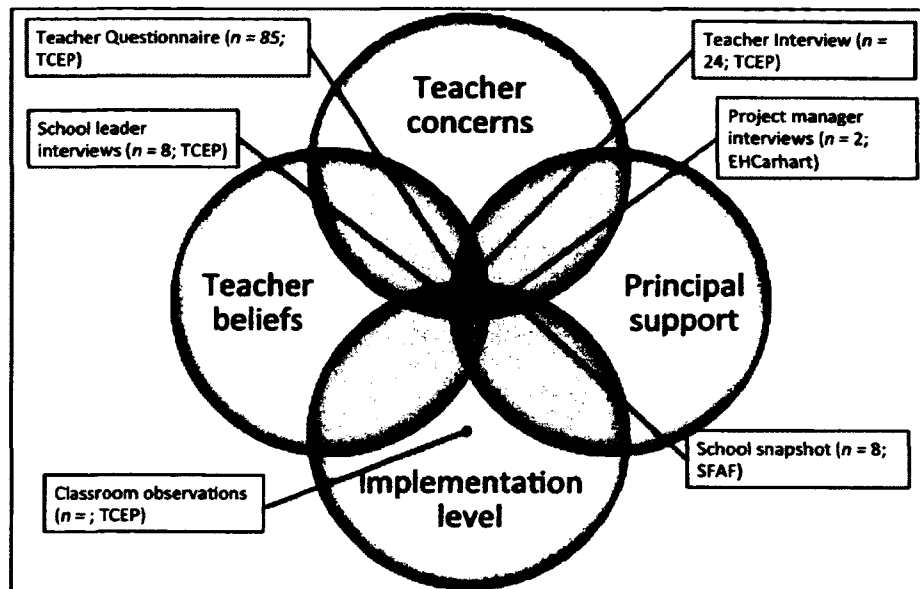 Teacher Questionnaire (n = 85;
TCEP)
Teacher Interview (n =
24; TCEP)
Teacher
concerns
School leader
interviews (n = 8; TCEP)
Project manager
interviews (n = 2;
EHCarhart)
Teacher
beliefs
Principal
support
School snapshot (n = 8;
SFAF)
Classroom observations
(n = ; TCEP)
Implementation
level